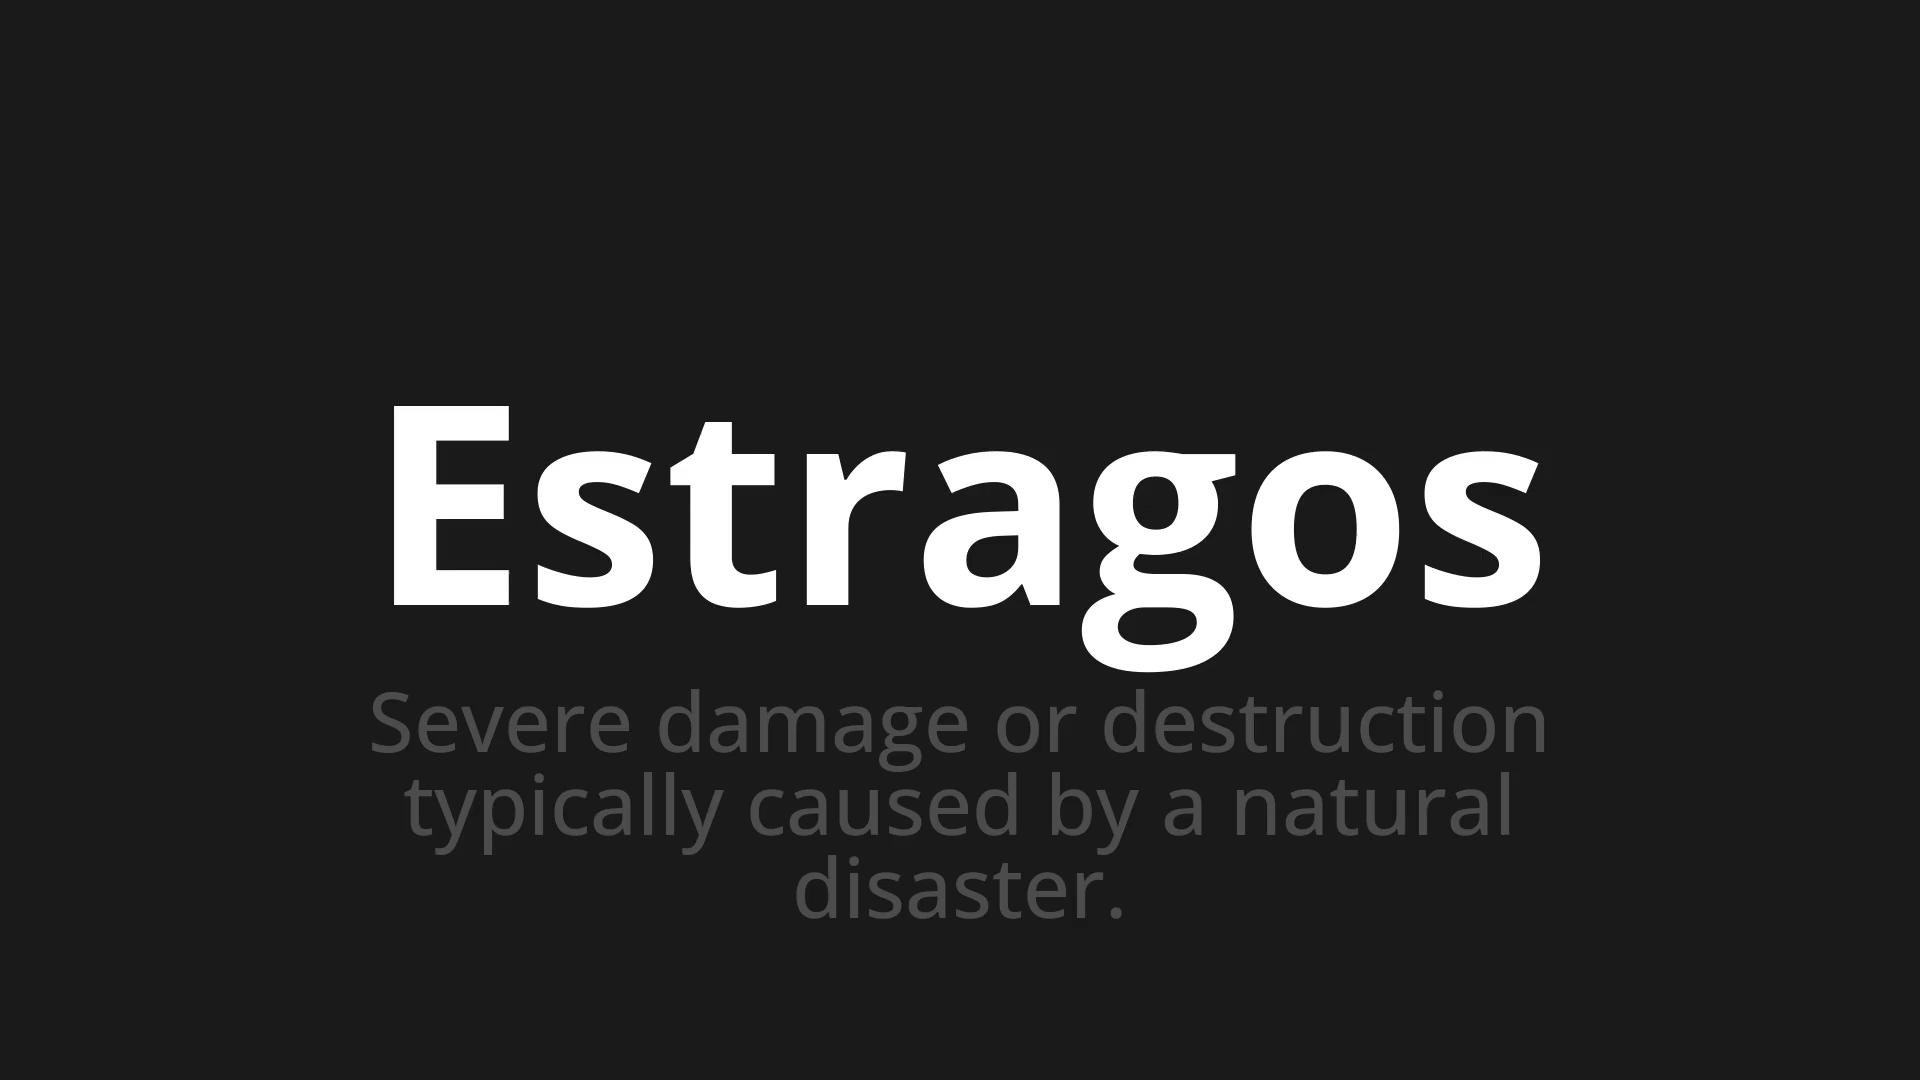 Estragos
Severe damage or destruction
typically caused by a natural
disaster.